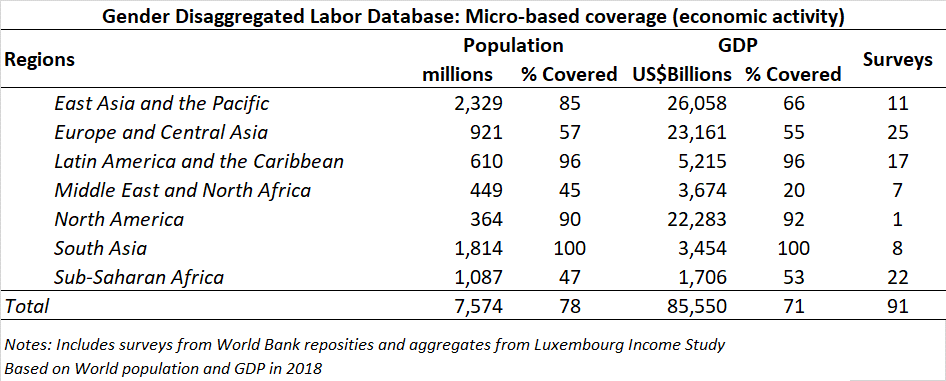 Gender Disaggregated Labor Database: Micro-based coverage (economic activity)
Regions Population GDP Surveys
millions % Covered US$Billions % Covered
East Asia and the Pacific 2,329 85 26,058 66 11
Europe and Central Asia 921 57 23,161 55 25
Latin America and the Caribbean 610 96 5,215 96 17
Middle East and North Africa 449 45 3,674 20 7
North America 364 90 22,283 92 1
South Asia 1,814 100 3,454 100 8
Sub-Saharan Africa 1,087 47 1,706 53 22
Total 7,574 78 85,550 71 91
Notes: Includes surveys from World Bank reposities and aggregates from Luxembourg Income Study
Based on World population and GDP in 2018